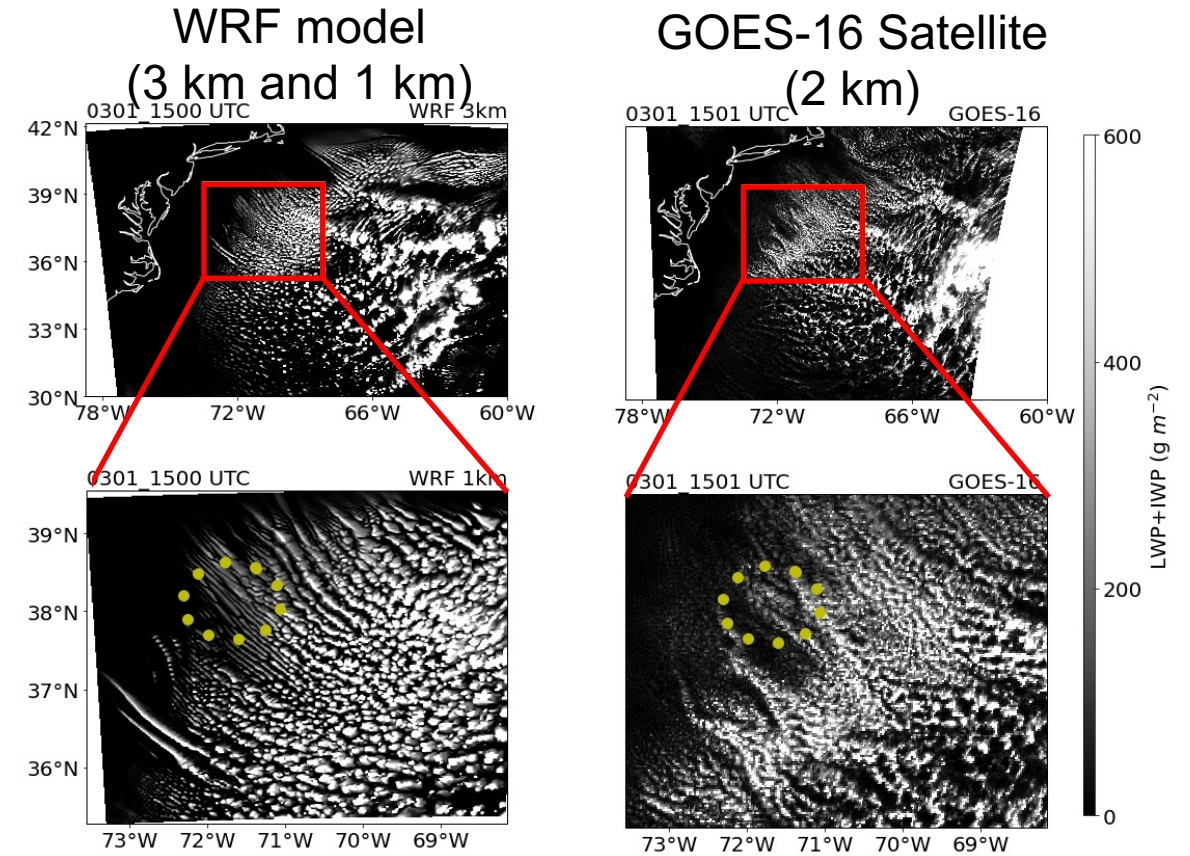 WRF model
(3 km and 1 km)
GOES-16 Satellite
(2 km)
0301_1500 UTC WRF 3km
42°N
39°N
36°N
33°N
30°N
78°W 72°W 66°W 60°W
0301_1501 UTC GOES-16
78°W 72°W 66°W 60°W
0301_1500 UTC WRF 1km
39°N
38°N
37°N
36°N
73°W 72°W 71°W 70°W 69°W
0301_1501 UTC GOES-16
73°W 72°W 71°W 70°W 69°W
600
400
200
0
LWP+IWP (g m⁻²)